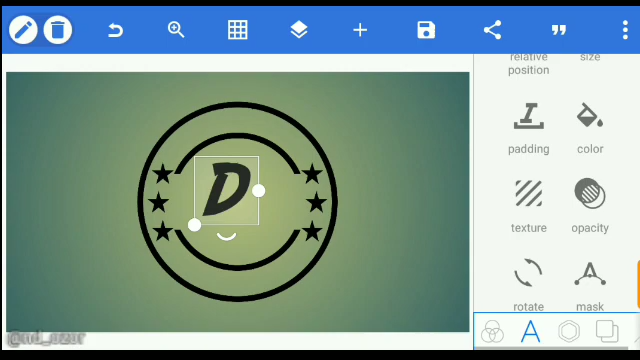 relative
position
size
padding
color
texture
opacity
rotate
mask
D